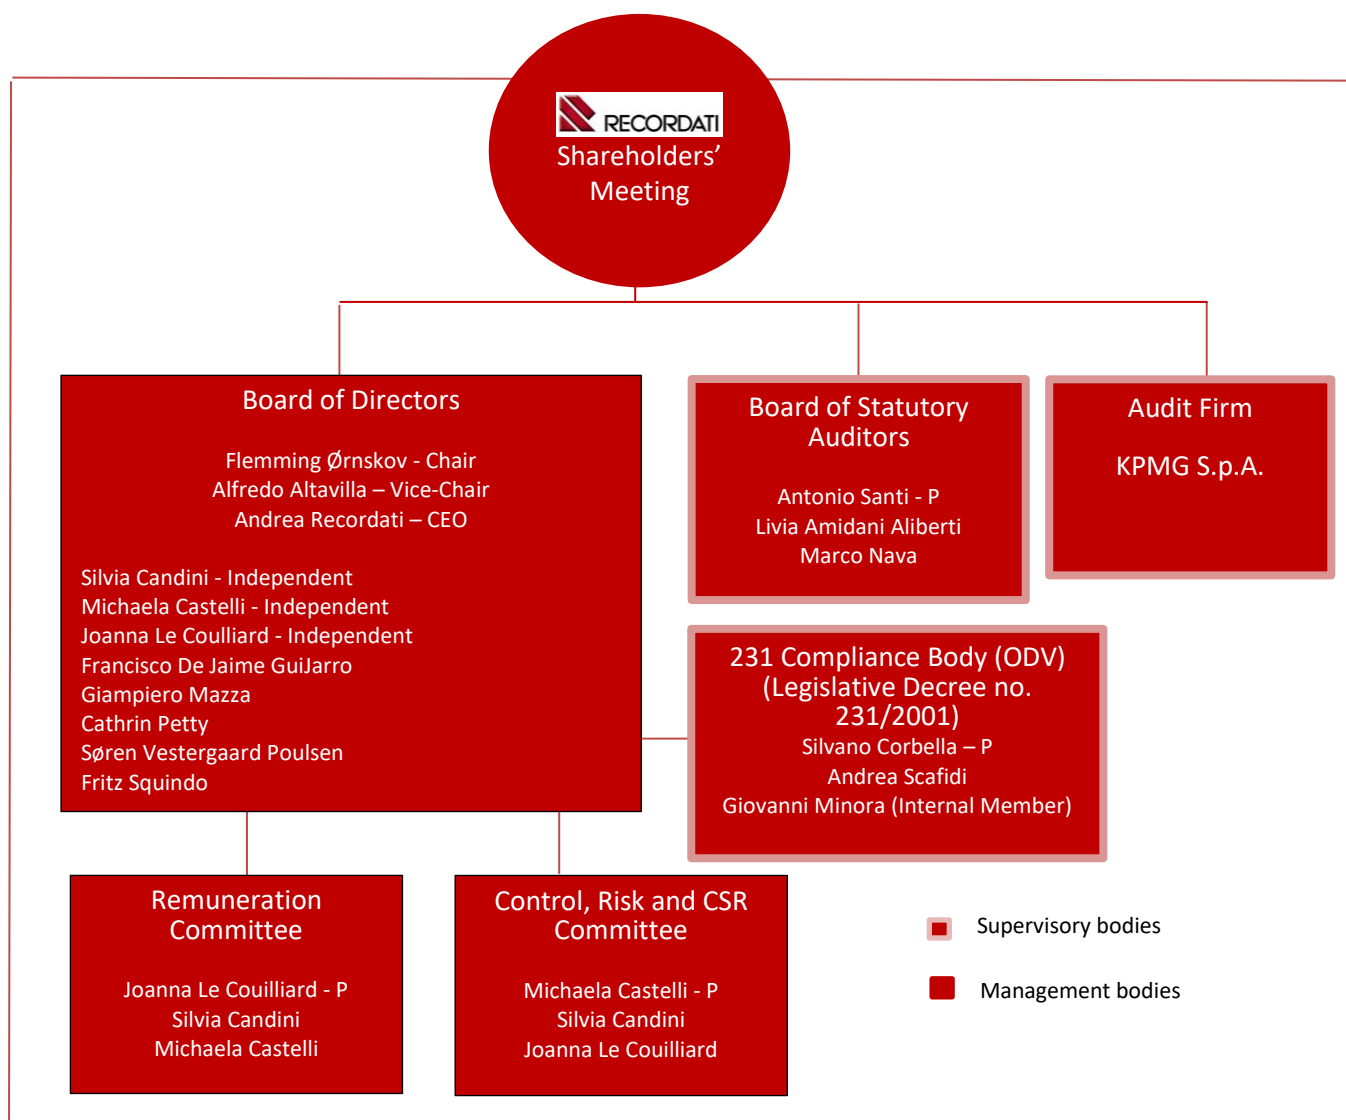 RECORDATI
Shareholders’
Meeting
Board of Directors
Flemming Ørnskov - Chair
Alfredo Altavilla – Vice-Chair
Andrea Recordati – CEO
Silvia Candini - Independent
Michaela Castelli - Independent
Joanna Le Coulliard - Independent
Francisco De Jaime GuiJarro
Giampiero Mazza
Cathrin Petty
Søren Vestergaard Poulsen
Fritz Squindo
Board of Statutory
Auditors
Antonio Santi - P
Livia Amidani Aliberti
Marco Nava
Audit Firm
KPMG S.p.A.
231 Compliance Body (ODV)
(Legislative Decree no.
231/2001)
Silvano Corbella – P
Andrea Scafidi
Giovanni Minora (Internal Member)
Remuneration
Committee
Joanna Le Couilliard - P
Silvia Candini
Michaela Castelli
Control, Risk and CSR
Committee
Michaela Castelli - P
Silvia Candini
Joanna Le Couilliard
Supervisory bodies
Management bodies